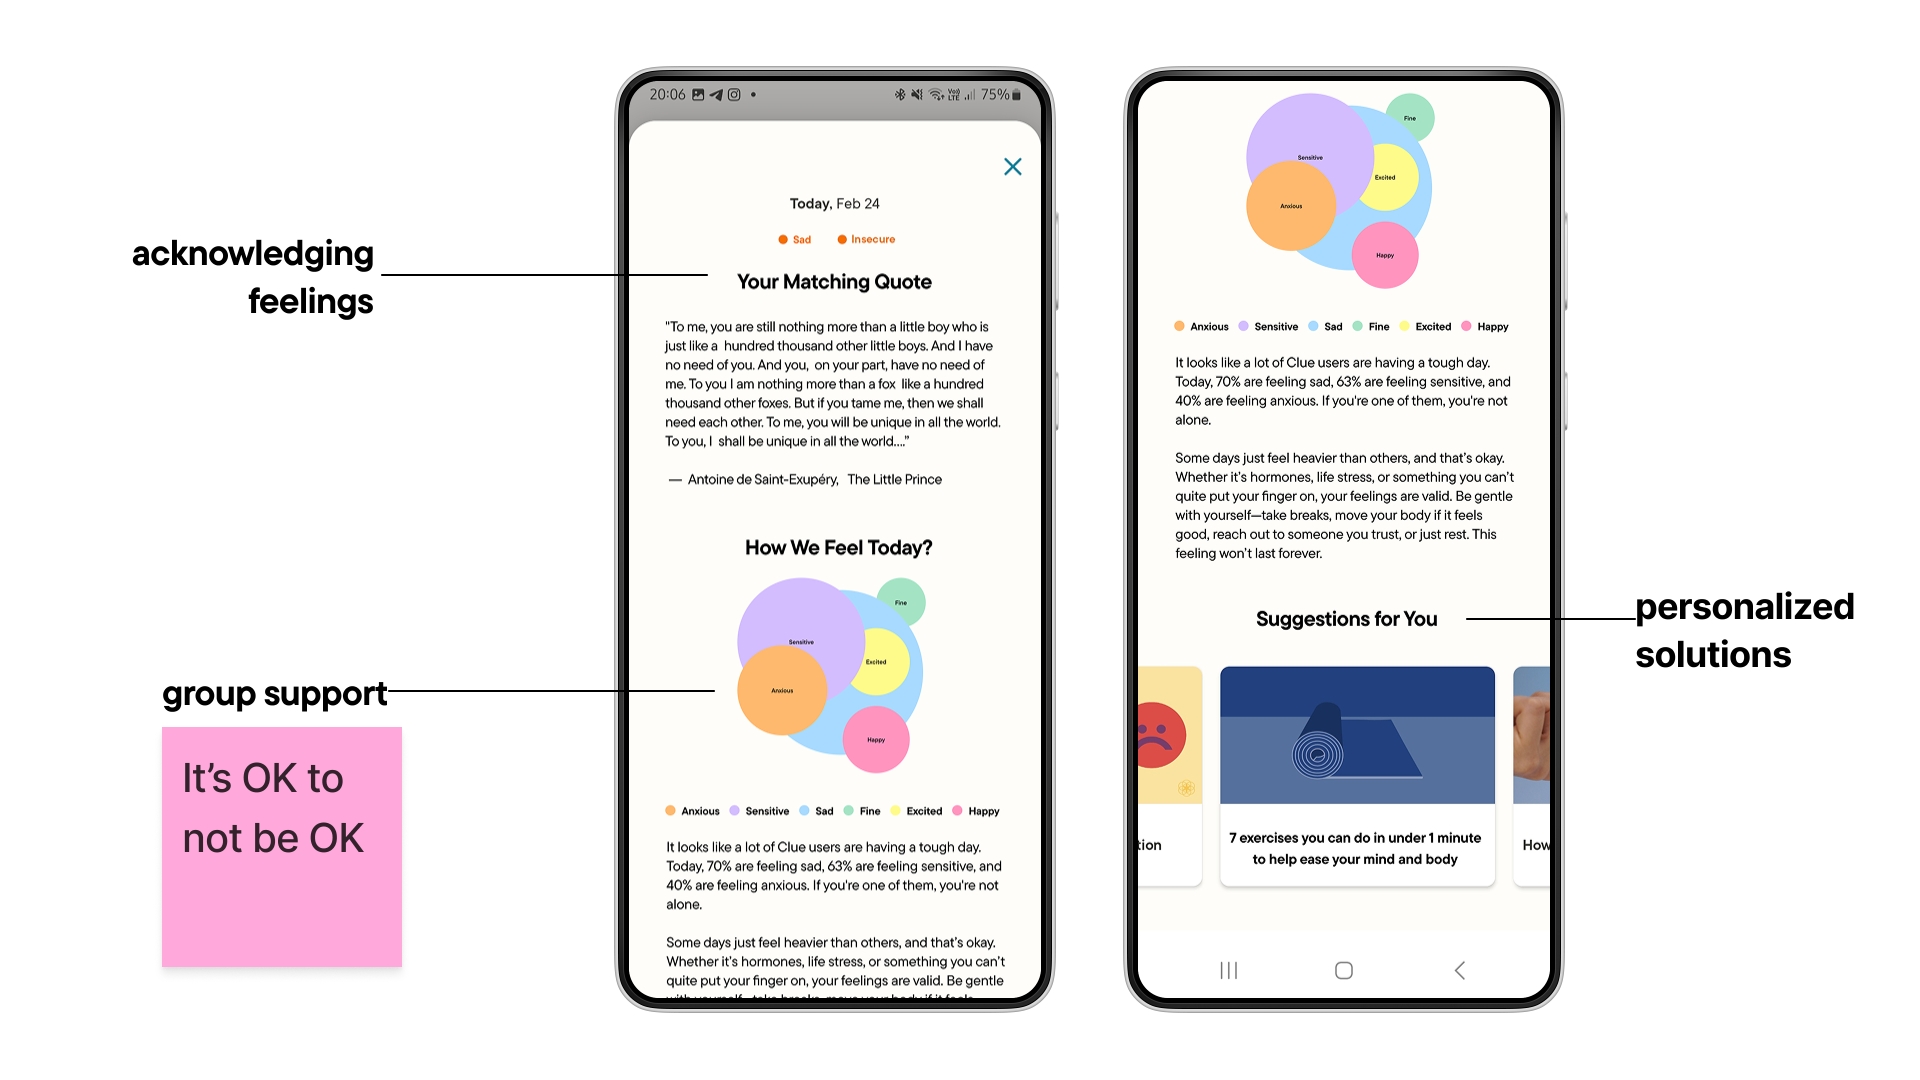 acknowledging
feelings
group support
It's OK to
not be OK
20:06
Vo))
LTE
75%
Today, Feb 24
Sad
Insecure
Your Matching Quote
"To me, you are still nothing more than a little boy who is
just like a hundred thousand other little boys. And I have
no need of you. And you, on your part, have no need of
me. To you I am nothing more than a fox like a hundred
thousand other foxes. But if you tame me, then we shall
need each other. To me, you will be unique in all the world.
To you, I shall be unique in all the world...."
— Antoine de Saint-Exupéry, The Little Prince
How We Feel Today?
Fine
Sensitive
Excited
Anxious
Happy
Anxious Sensitive Sad Fine Excited Happy
It looks like a lot of Clue users are having a tough day.
Today, 70% are feeling sad, 63% are feeling sensitive, and
40% are feeling anxious. If you're one of them, you're not
alone.
Some days just feel heavier than others, and that's okay.
Whether it's hormones, life stress, or something you can't
quite put your finger on, your feelings are valid. Be gentle
with yourself—take breaks, move your body if it feels
Fine
Sensitive
Excited
Anxious
Happy
Anxious Sensitive Sad Fine Excited Happy
It looks like a lot of Clue users are having a tough day.
Today, 70% are feeling sad, 63% are feeling sensitive, and
40% are feeling anxious. If you're one of them, you're not
alone.
Some days just feel heavier than others, and that's okay.
Whether it's hormones, life stress, or something you can't
quite put your finger on, your feelings are valid. Be gentle
with yourself—take breaks, move your body if it feels
good, reach out to someone you trust, or just rest. This
feeling won't last forever.
Suggestions for You
tion
7 exercises you can do in under 1 minute
to help ease your mind and body
How
personalized
solutions